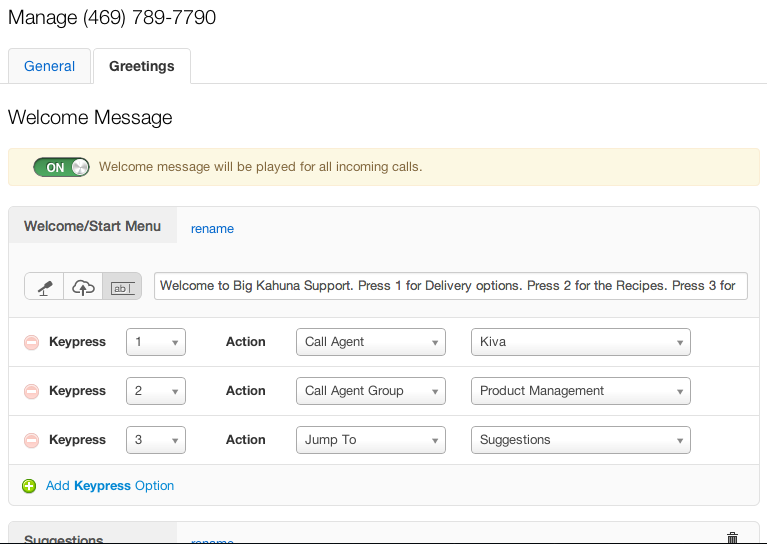 Manage (469) 789-7790
General Greetings
Welcome Message
ON Welcome message will be played for all incoming calls.
Welcome/Start Menu rename
ab Welcome to Big Kahuna Support. Press 1 for Delivery options. Press 2 for the Recipes. Press 3 for
Keypress 1 Action Call Agent Kiva
Keypress 2 Action Call Agent Group Product Management
Keypress 3 Action Jump To Suggestions
Add Keypress Option
Suggestions rename